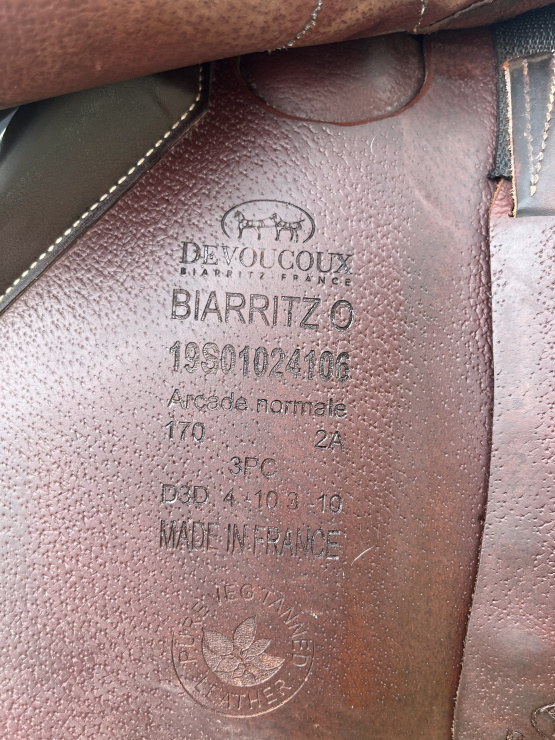 DEVOUCOUX
BIARRITZ FRANCE
BIARRITZ O
19S01024106
Arcade normale
170 2A
3PC
D3D 4 -10 3 -10
MADE IN FRANCE
PURE VEG TANNED
LEATHER